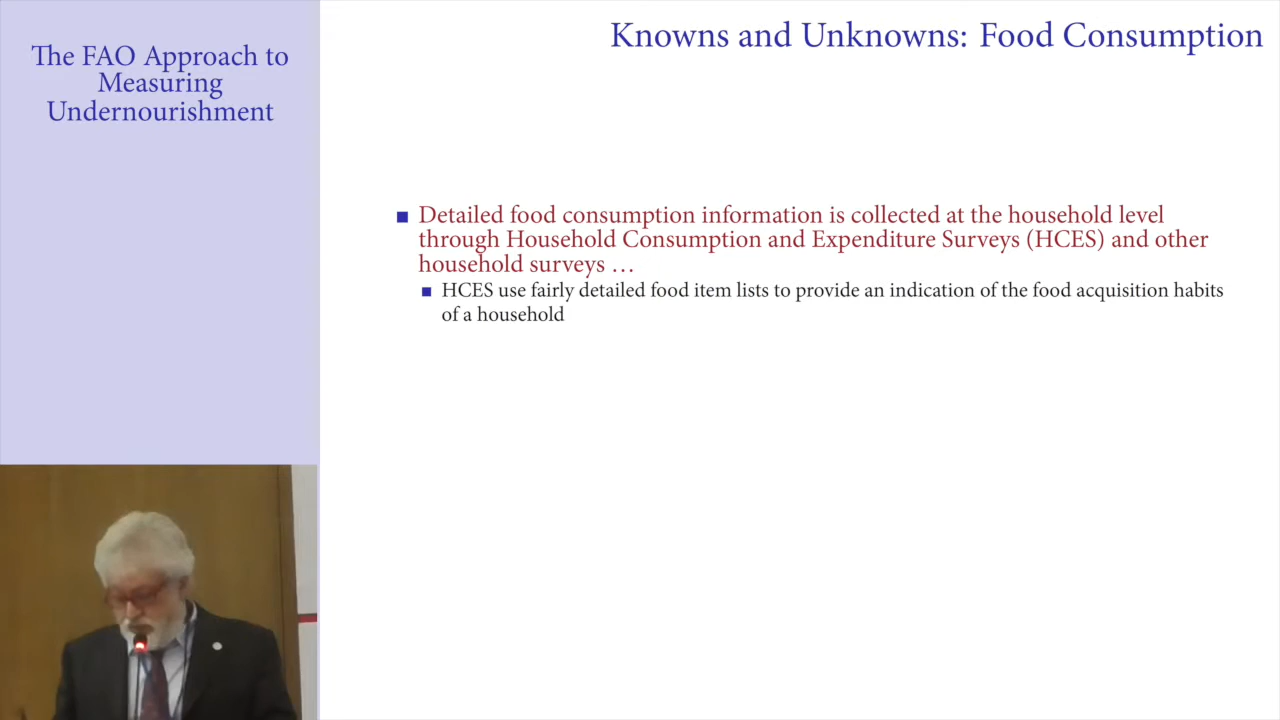 The FAO Approach to
Measuring
Undernourishment
Knowns and Unknowns: Food Consumption
Detailed food consumption information is collected at the household level
through Household Consumption and Expenditure Surveys (HCES) and other
household surveys …
HCES use fairly detailed food item lists to provide an indication of the food acquisition habits
of a household